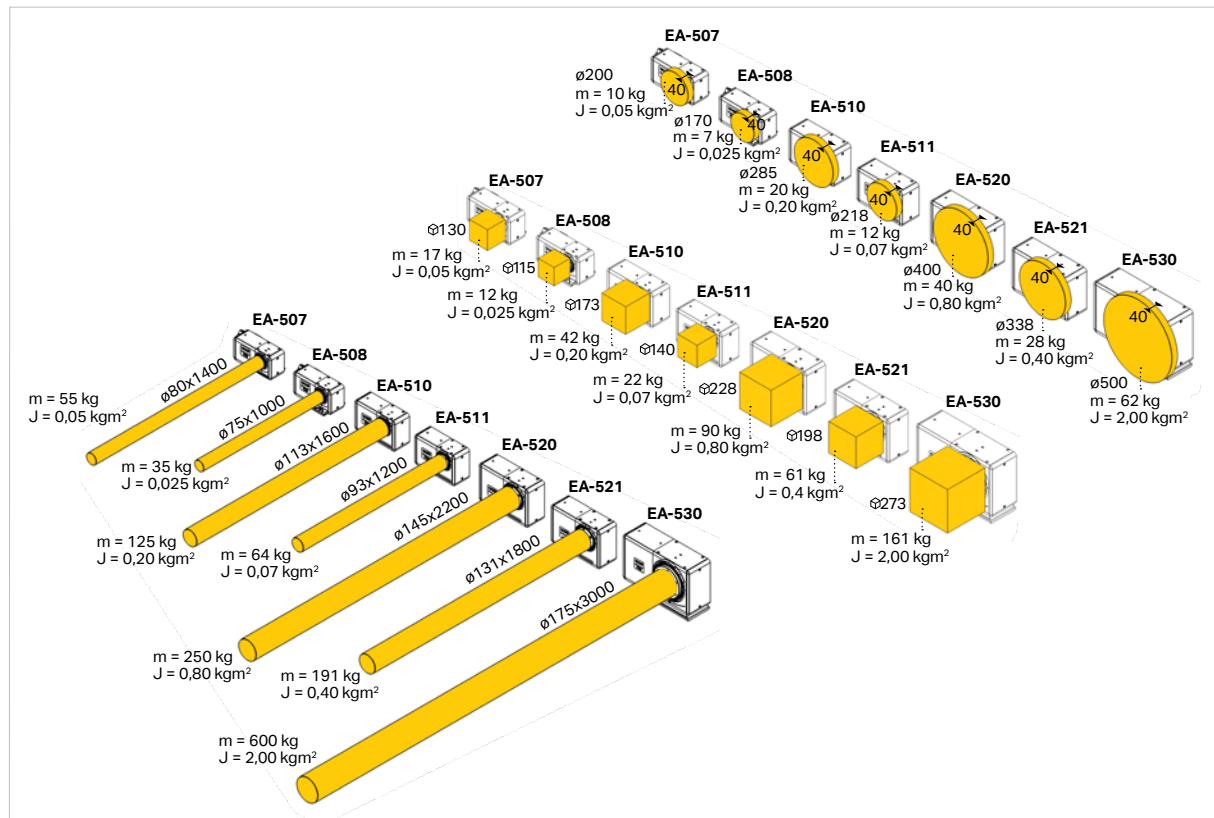 EA-507
ø200
m = 10 kg
J = 0,05 kgm²
40
EA-508
ø170
m = 7 kg
J = 0,025 kgm²
40
EA-510
ø285
m = 20 kg
J = 0,20 kgm²
40
EA-511
ø218
m = 12 kg
J = 0,07 kgm²
40
EA-520
ø400
m = 40 kg
J = 0,80 kgm²
40
EA-521
ø338
m = 28 kg
J = 0,40 kgm²
40
EA-530
ø500
m = 62 kg
J = 2,00 kgm²
40
EA-507
130
m = 17 kg
J = 0,05 kgm²
EA-508
115
m = 12 kg
J = 0,025 kgm²
EA-510
173
m = 42 kg
J = 0,20 kgm²
EA-511
140
m = 22 kg
J = 0,07 kgm²
EA-520
228
m = 90 kg
J = 0,80 kgm²
EA-521
198
m = 61 kg
J = 0,4 kgm²
EA-530
273
m = 161 kg
J = 2,00 kgm²
EA-507
ø80x1400
m = 55 kg
J = 0,05 kgm²
EA-508
ø75x1000
m = 35 kg
J = 0,025 kgm²
EA-510
ø113x1600
m = 125 kg
J = 0,20 kgm²
EA-511
ø93x1200
m = 64 kg
J = 0,07 kgm²
EA-520
ø145x2200
m = 250 kg
J = 0,80 kgm²
EA-521
ø131x1800
m = 191 kg
J = 0,40 kgm²
EA-530
ø175x3000
m = 600 kg
J = 2,00 kgm²